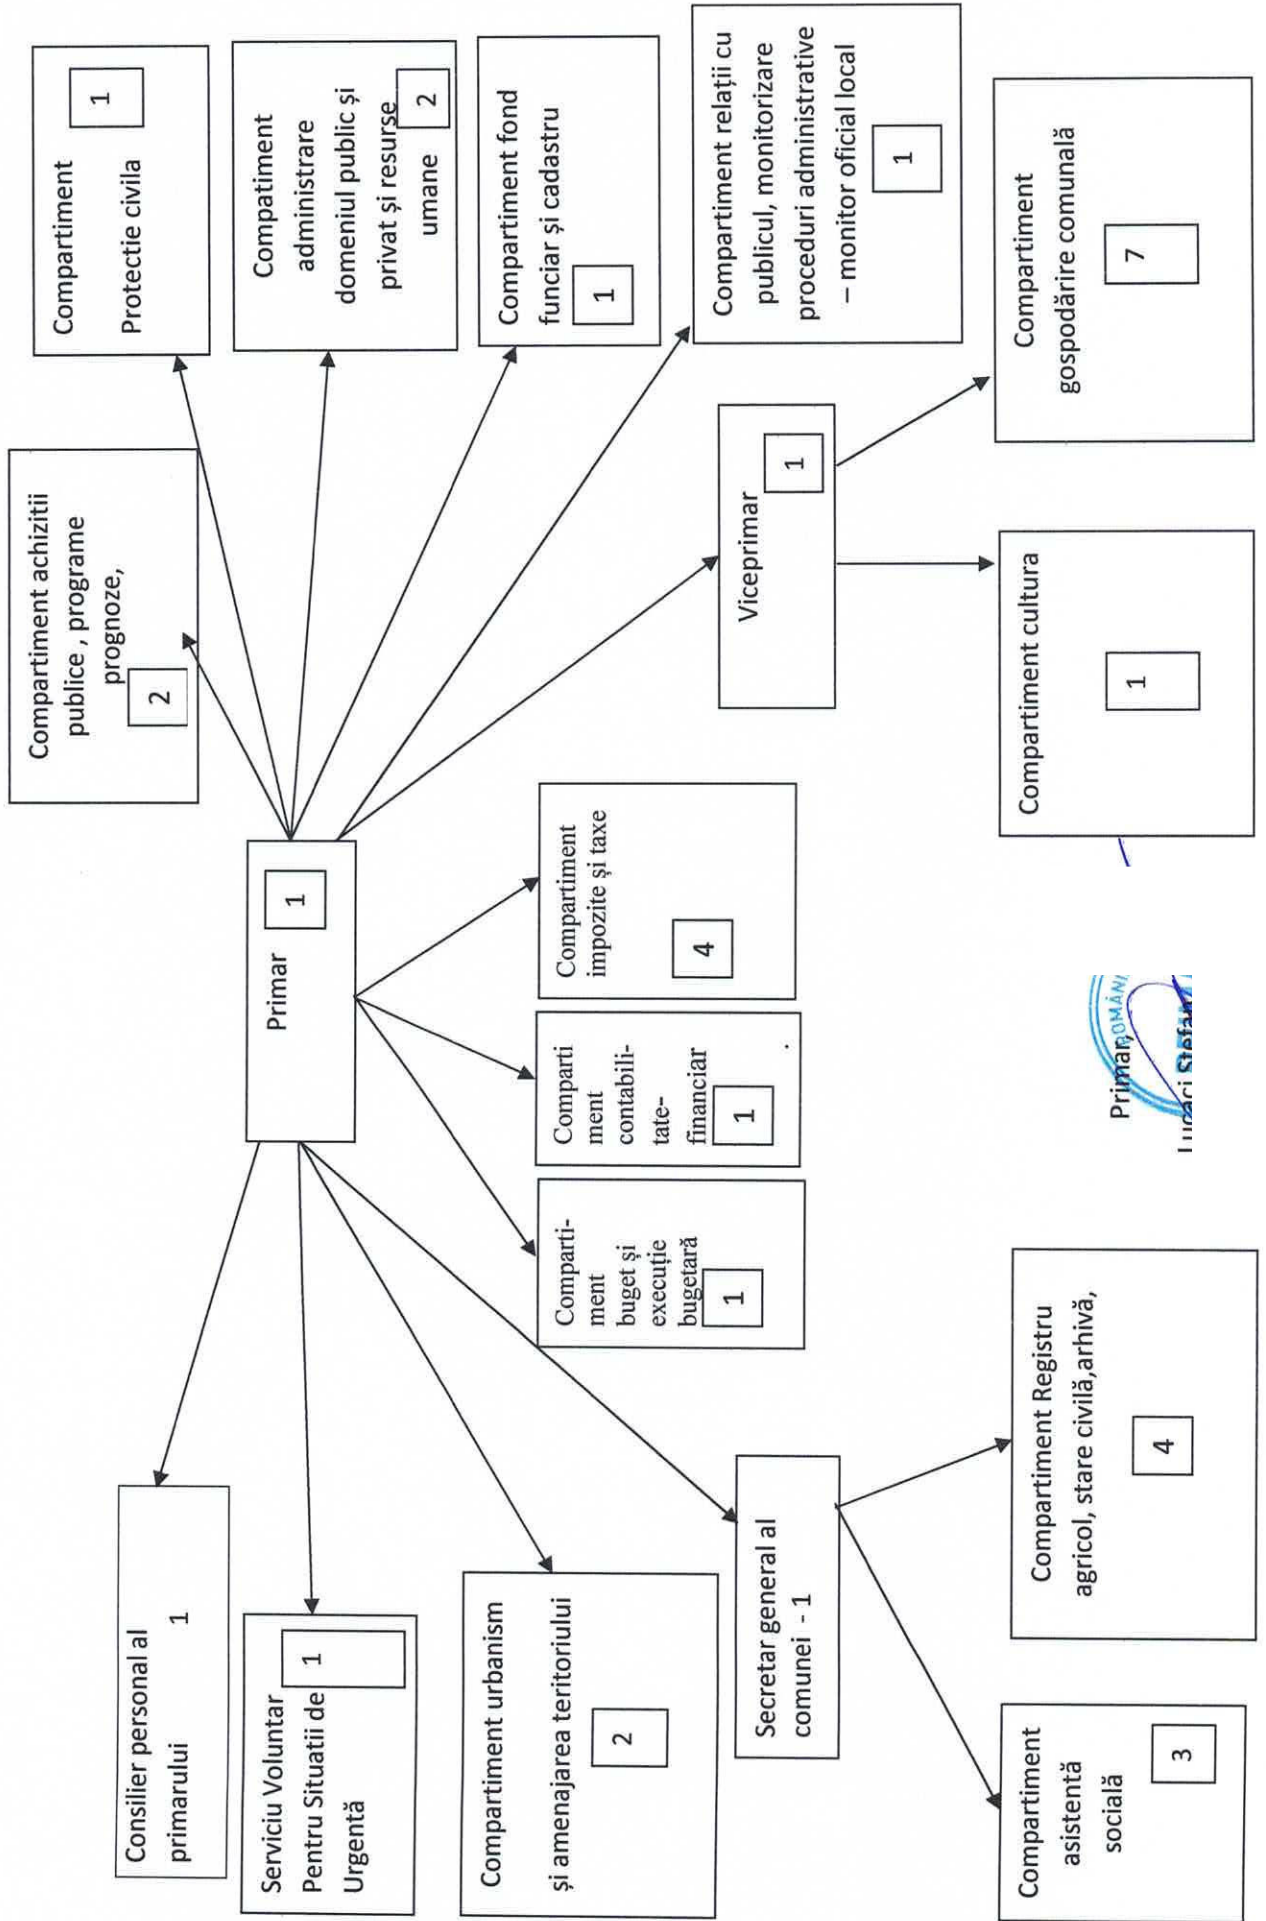 Consilier personal al
primarului 1
Serviciu Voluntar
Pentru Situatii de 1
Urgentă
Compartiment urbanism
și amenajarea teritoriului
2
Secretar general al
comunei - 1
Compartiment
asistentă
socială
3
Compartiment Registru
agricol, stare civilă,arhivă,
4
Primar 1
Comparti-
ment
buget și
execuție
bugetară
1
Comparti
ment
contabili-
tate-
financiar
1
Compartiment
impozite și taxe
4
Compartiment achizitii
publice , programe
prognoze,
2
Compartiment 1
Protectie civila
Compatiment
administrare
domeniul public și
privat și resurse
umane 2
Compartiment fond
funciar și cadastru
1
Compartiment relații cu
publicul, monitorizare
proceduri administrative
– monitor oficial local
1
Viceprimar 1
Compartiment cultura
1
Compartiment
gospodărire comunală
7
Primar,
Lucaci Stefan